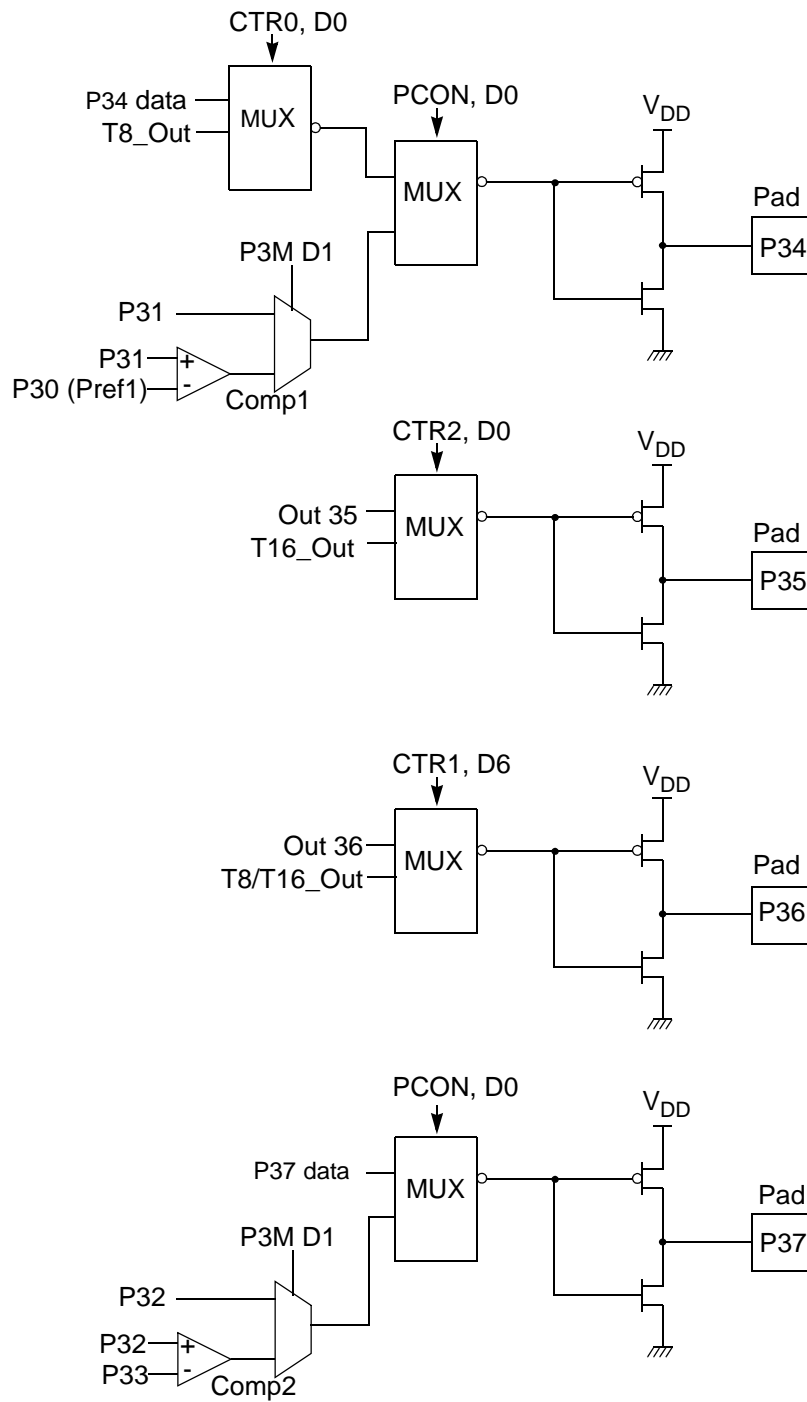 CTR0, D0
P34 data
T8_Out
MUX
PCON, D0
MUX
VDD
Pad
P34
P3M D1
P31
P31
+
P30 (Pref1)
-
Comp1
CTR2, D0
Out 35
T16_Out
MUX
VDD
Pad
P35
CTR1, D6
Out 36
T8/T16_Out
MUX
VDD
Pad
P36
PCON, D0
P37 data
MUX
VDD
Pad
P37
P3M D1
P32
P32
+
P33
-
Comp2